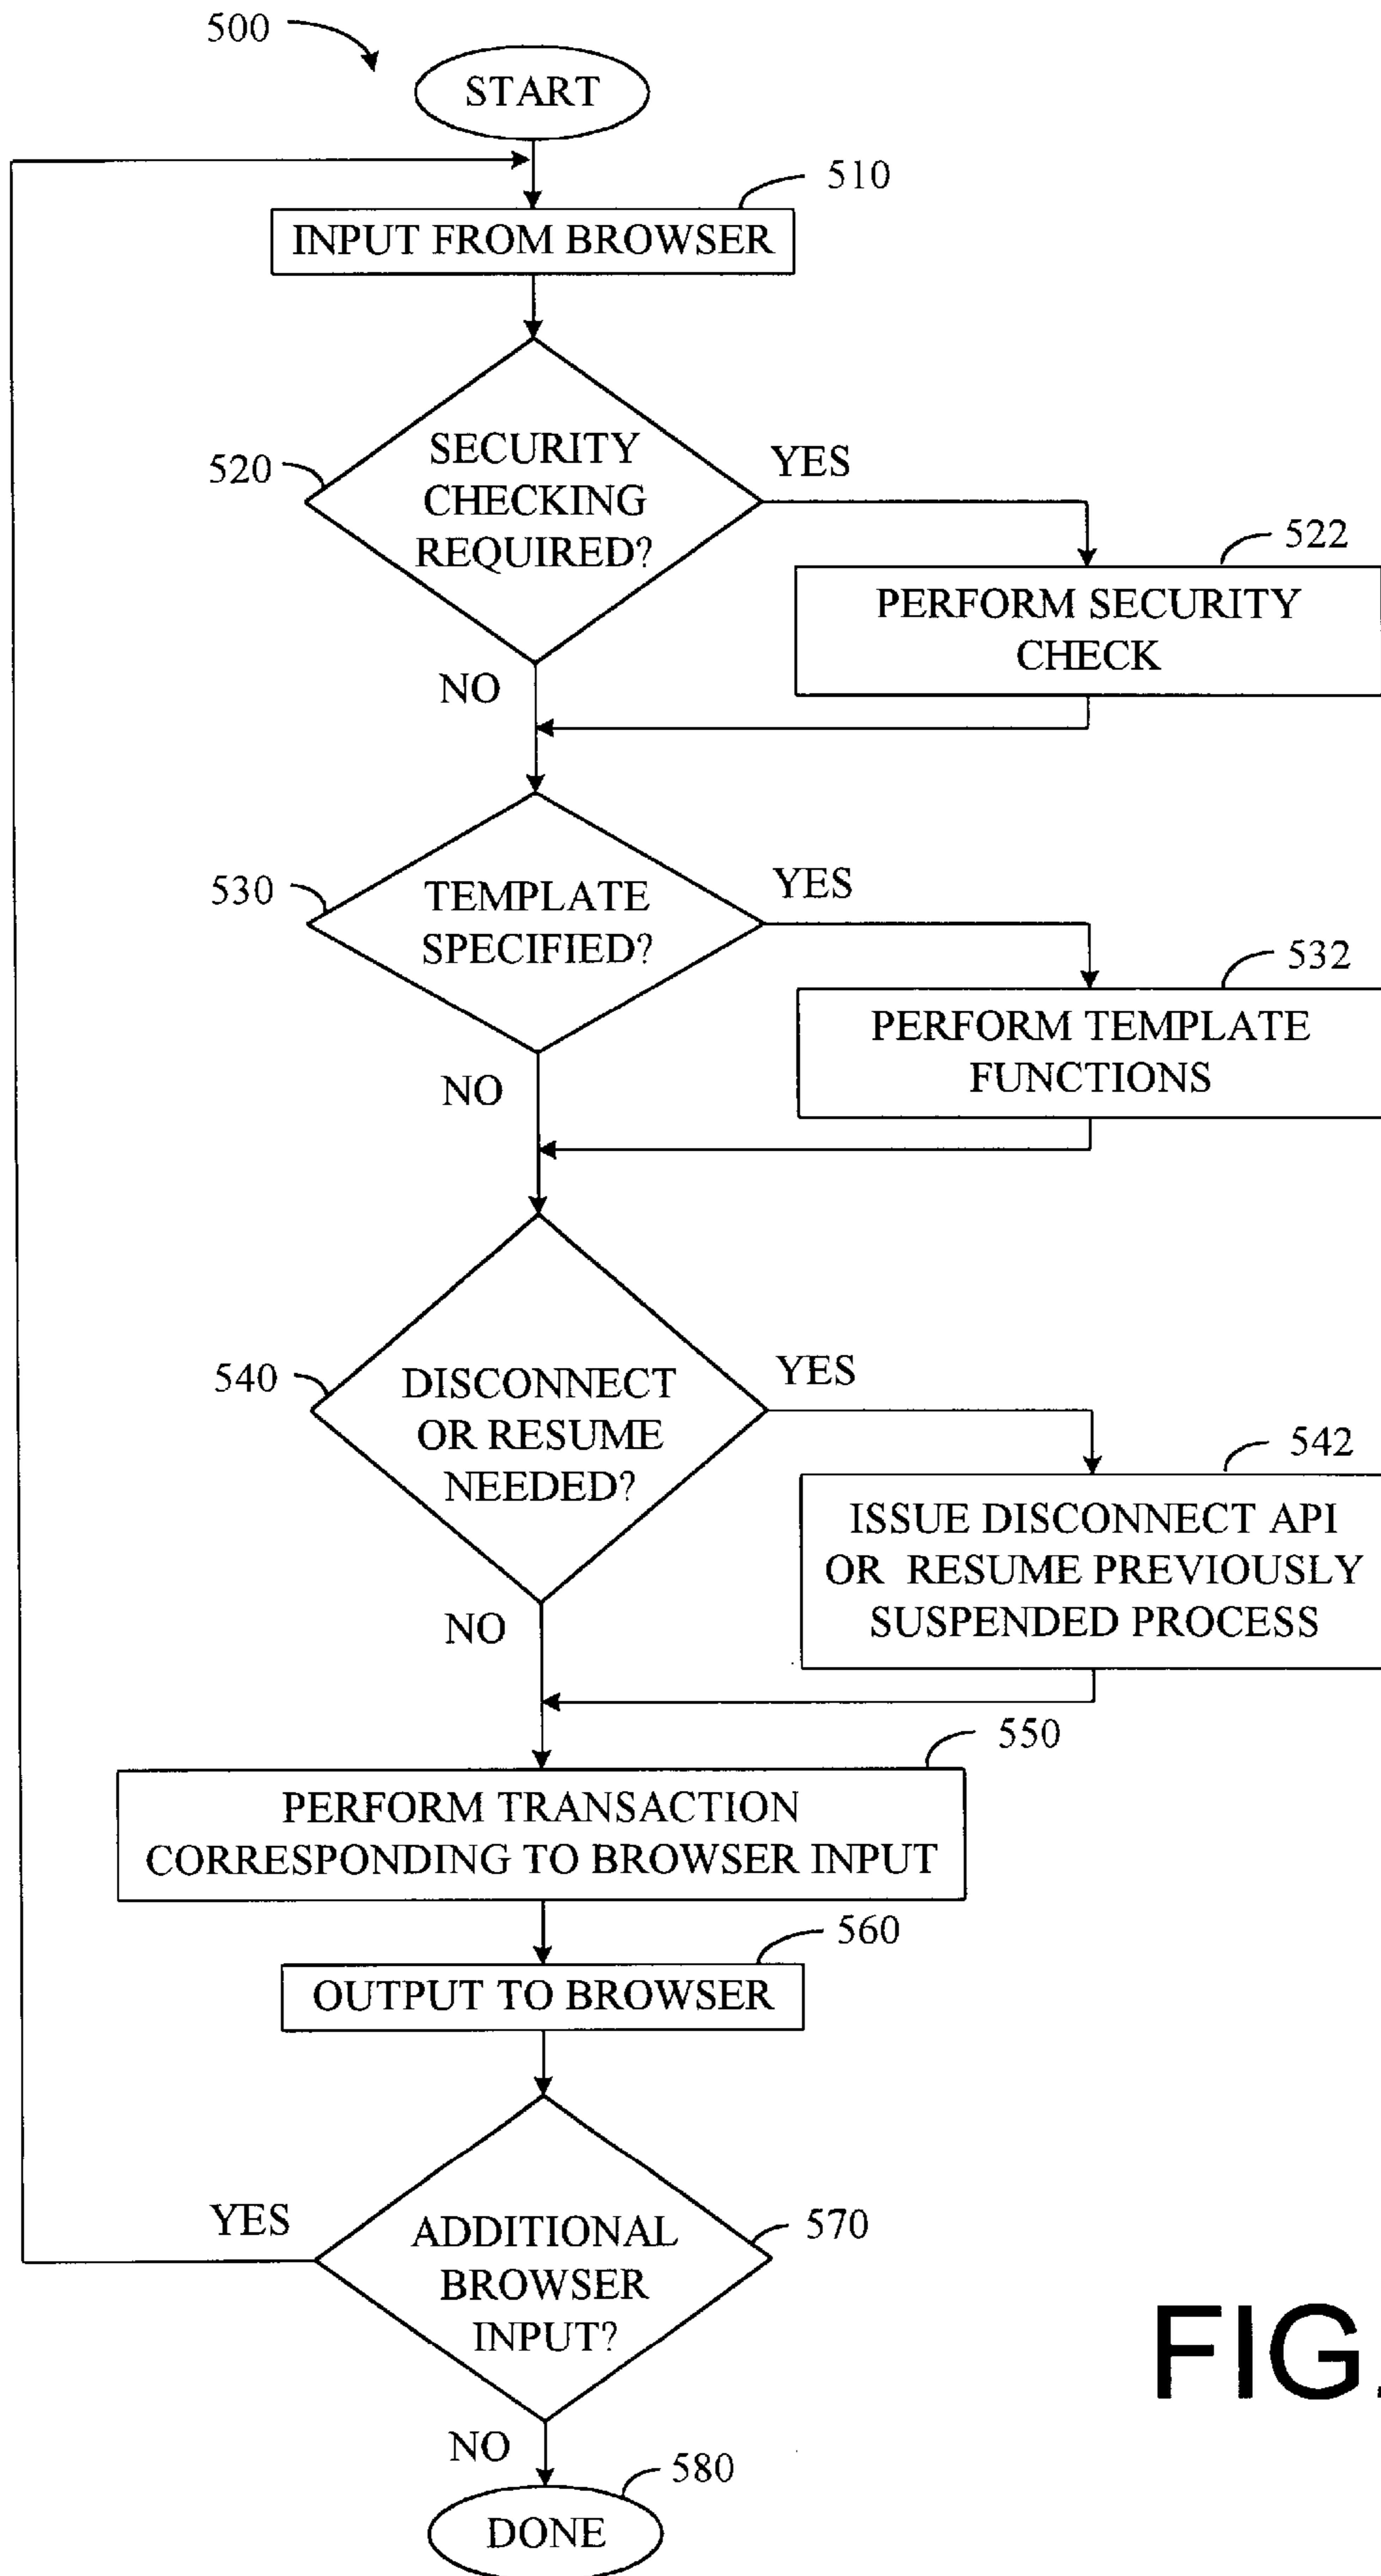 500
START
510
INPUT FROM BROWSER
520
SECURITY
CHECKING
REQUIRED?
YES
522
PERFORM SECURITY
CHECK
NO
530
TEMPLATE
SPECIFIED?
YES
532
PERFORM TEMPLATE
FUNCTIONS
NO
540
DISCONNECT
OR RESUME
NEEDED?
YES
542
ISSUE DISCONNECT API
OR RESUME PREVIOUSLY
SUSPENDED PROCESS
NO
550
PERFORM TRANSACTION
CORRESPONDING TO BROWSER INPUT
560
OUTPUT TO BROWSER
YES
ADDITIONAL
BROWSER
INPUT?
570
NO
580
DONE
FIG.